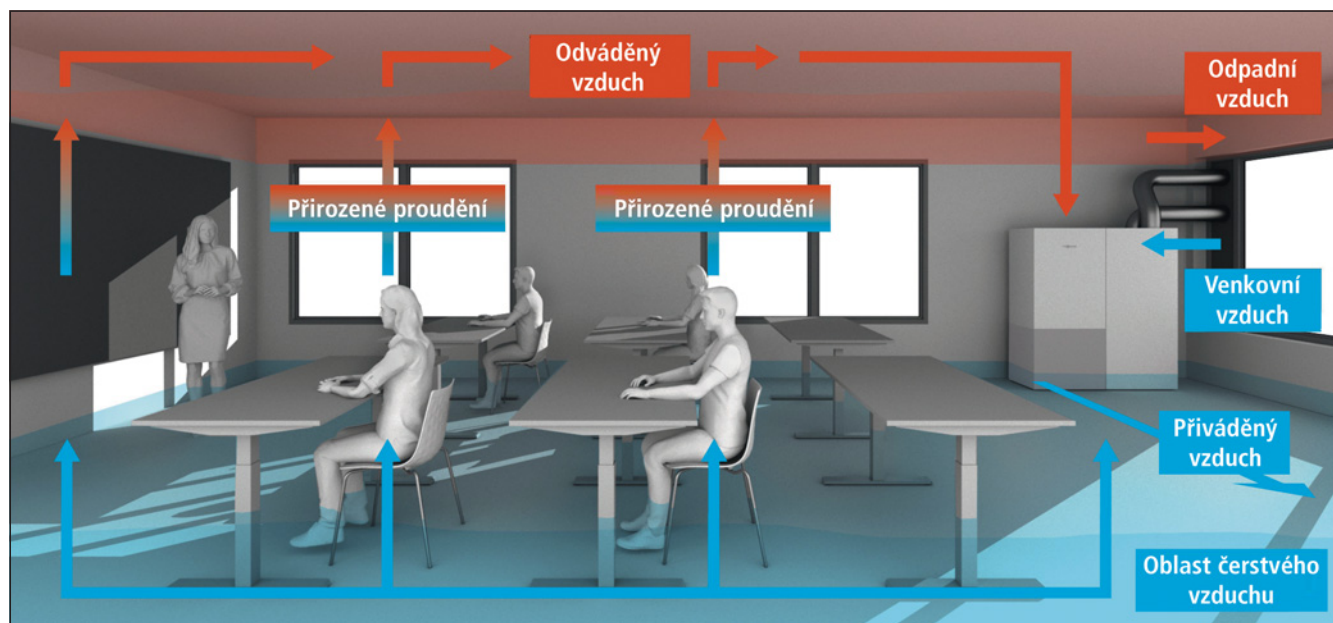 Odváděný
vzduch
Odpadní
vzduch
Přirozené proudění
Přirozené proudění
Venkovní
vzduch
Přiváděný
vzduch
Oblast čerstvého
vzduchu